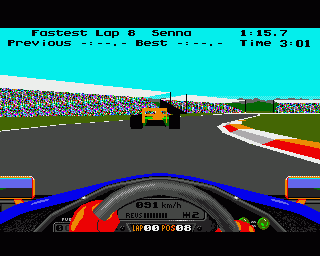 Fastest Lap 8 Senna 1:15.7
Previous -:--.- Best -:--.- Time 3:01
091 km/h
REVS 2
LAP 00 POS 08